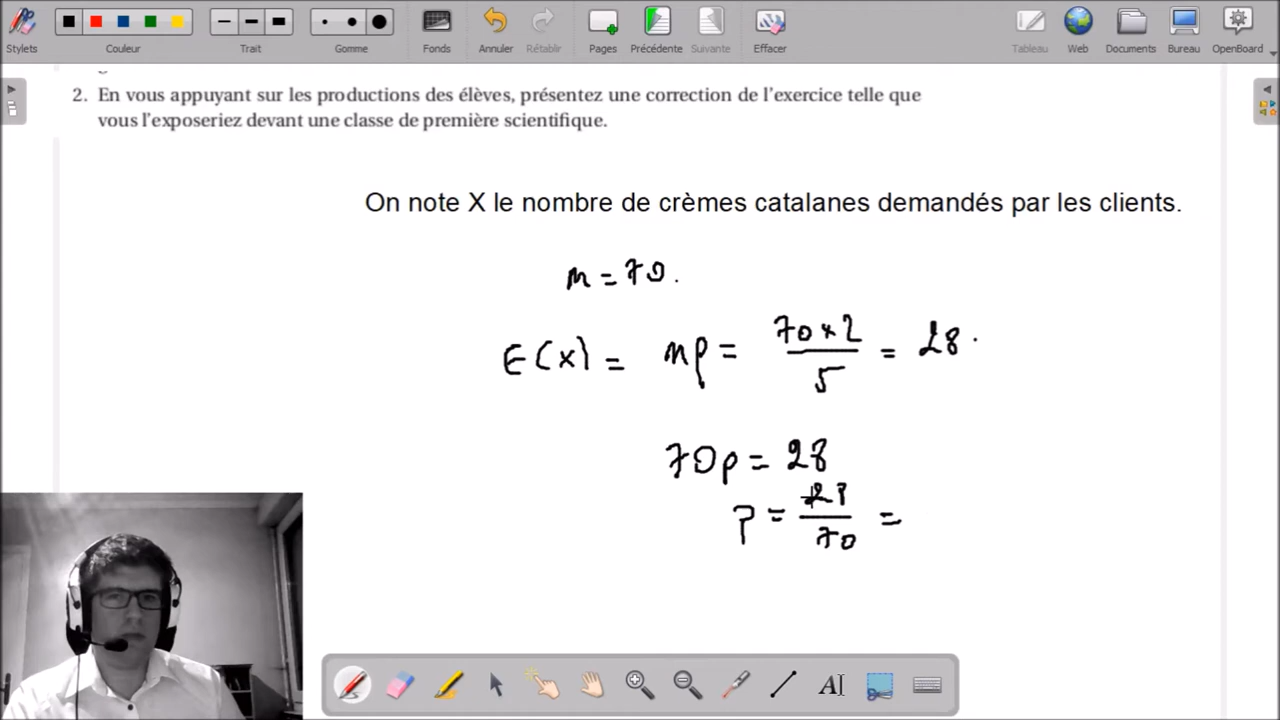 Stylets Couleur Trait Gomme Fonds Annuler Rétablir Pages Précédente Suivante Effacer Tableau Web Documents Bureau OpenBoard
2. En vous appuyant sur les productions des élèves, présentez une correction de l'exercice telle que
vous l'exposeriez devant une classe de première scientifique.
On note X le nombre de crèmes catalanes demandés par les clients.
n = 70.
E(X) = np = 70×2 / 5 = 28.
70p = 28
p = 28 / 70 =
AI